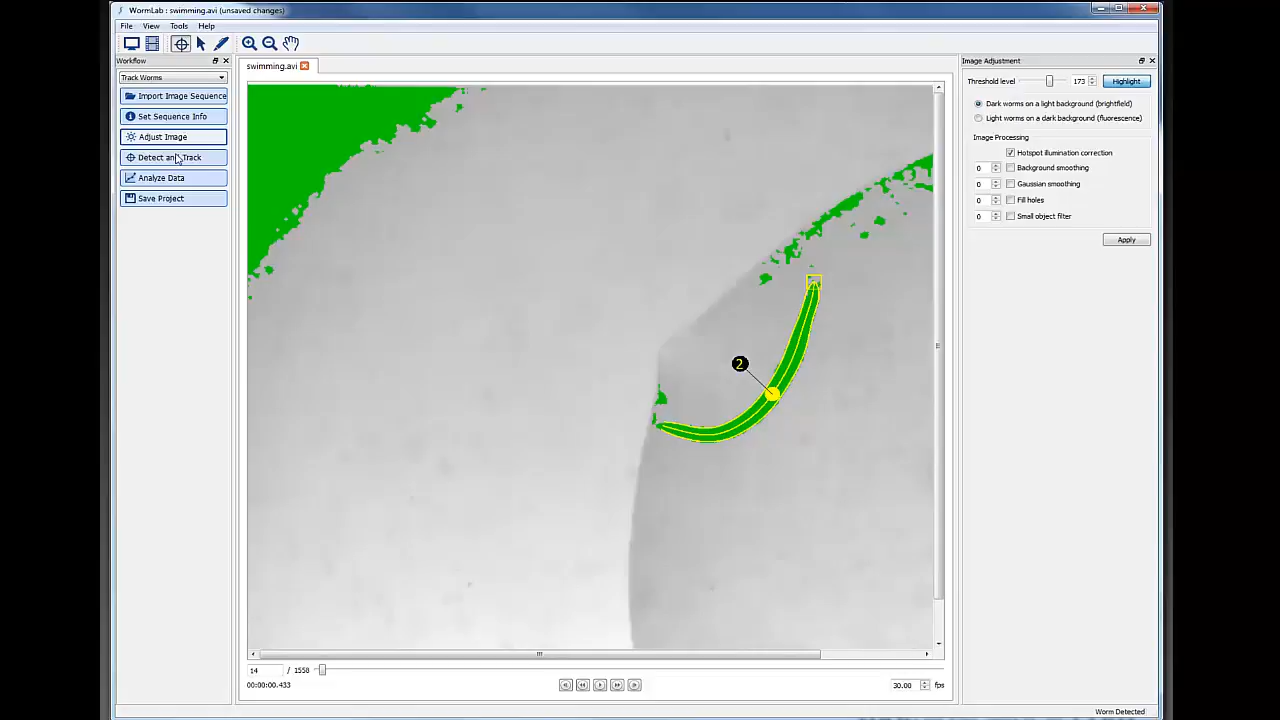 WormLab : swimming.avi (unsaved changes)
File View Tools Help
Workflow
Track Worms
Import Image Sequence
Set Sequence Info
Adjust Image
Detect and Track
Analyze Data
Save Project
swimming.avi
2
14 / 1558
00:00:00.433
30.00 fps
Image Adjustment
Threshold level 173 Highlight
Dark worms on a light background (brightfield)
Light worms on a dark background (fluorescence)
Image Processing
Hotspot illumination correction
0 Background smoothing
0 Gaussian smoothing
0 Fill holes
0 Small object filter
Apply
Worm Detected